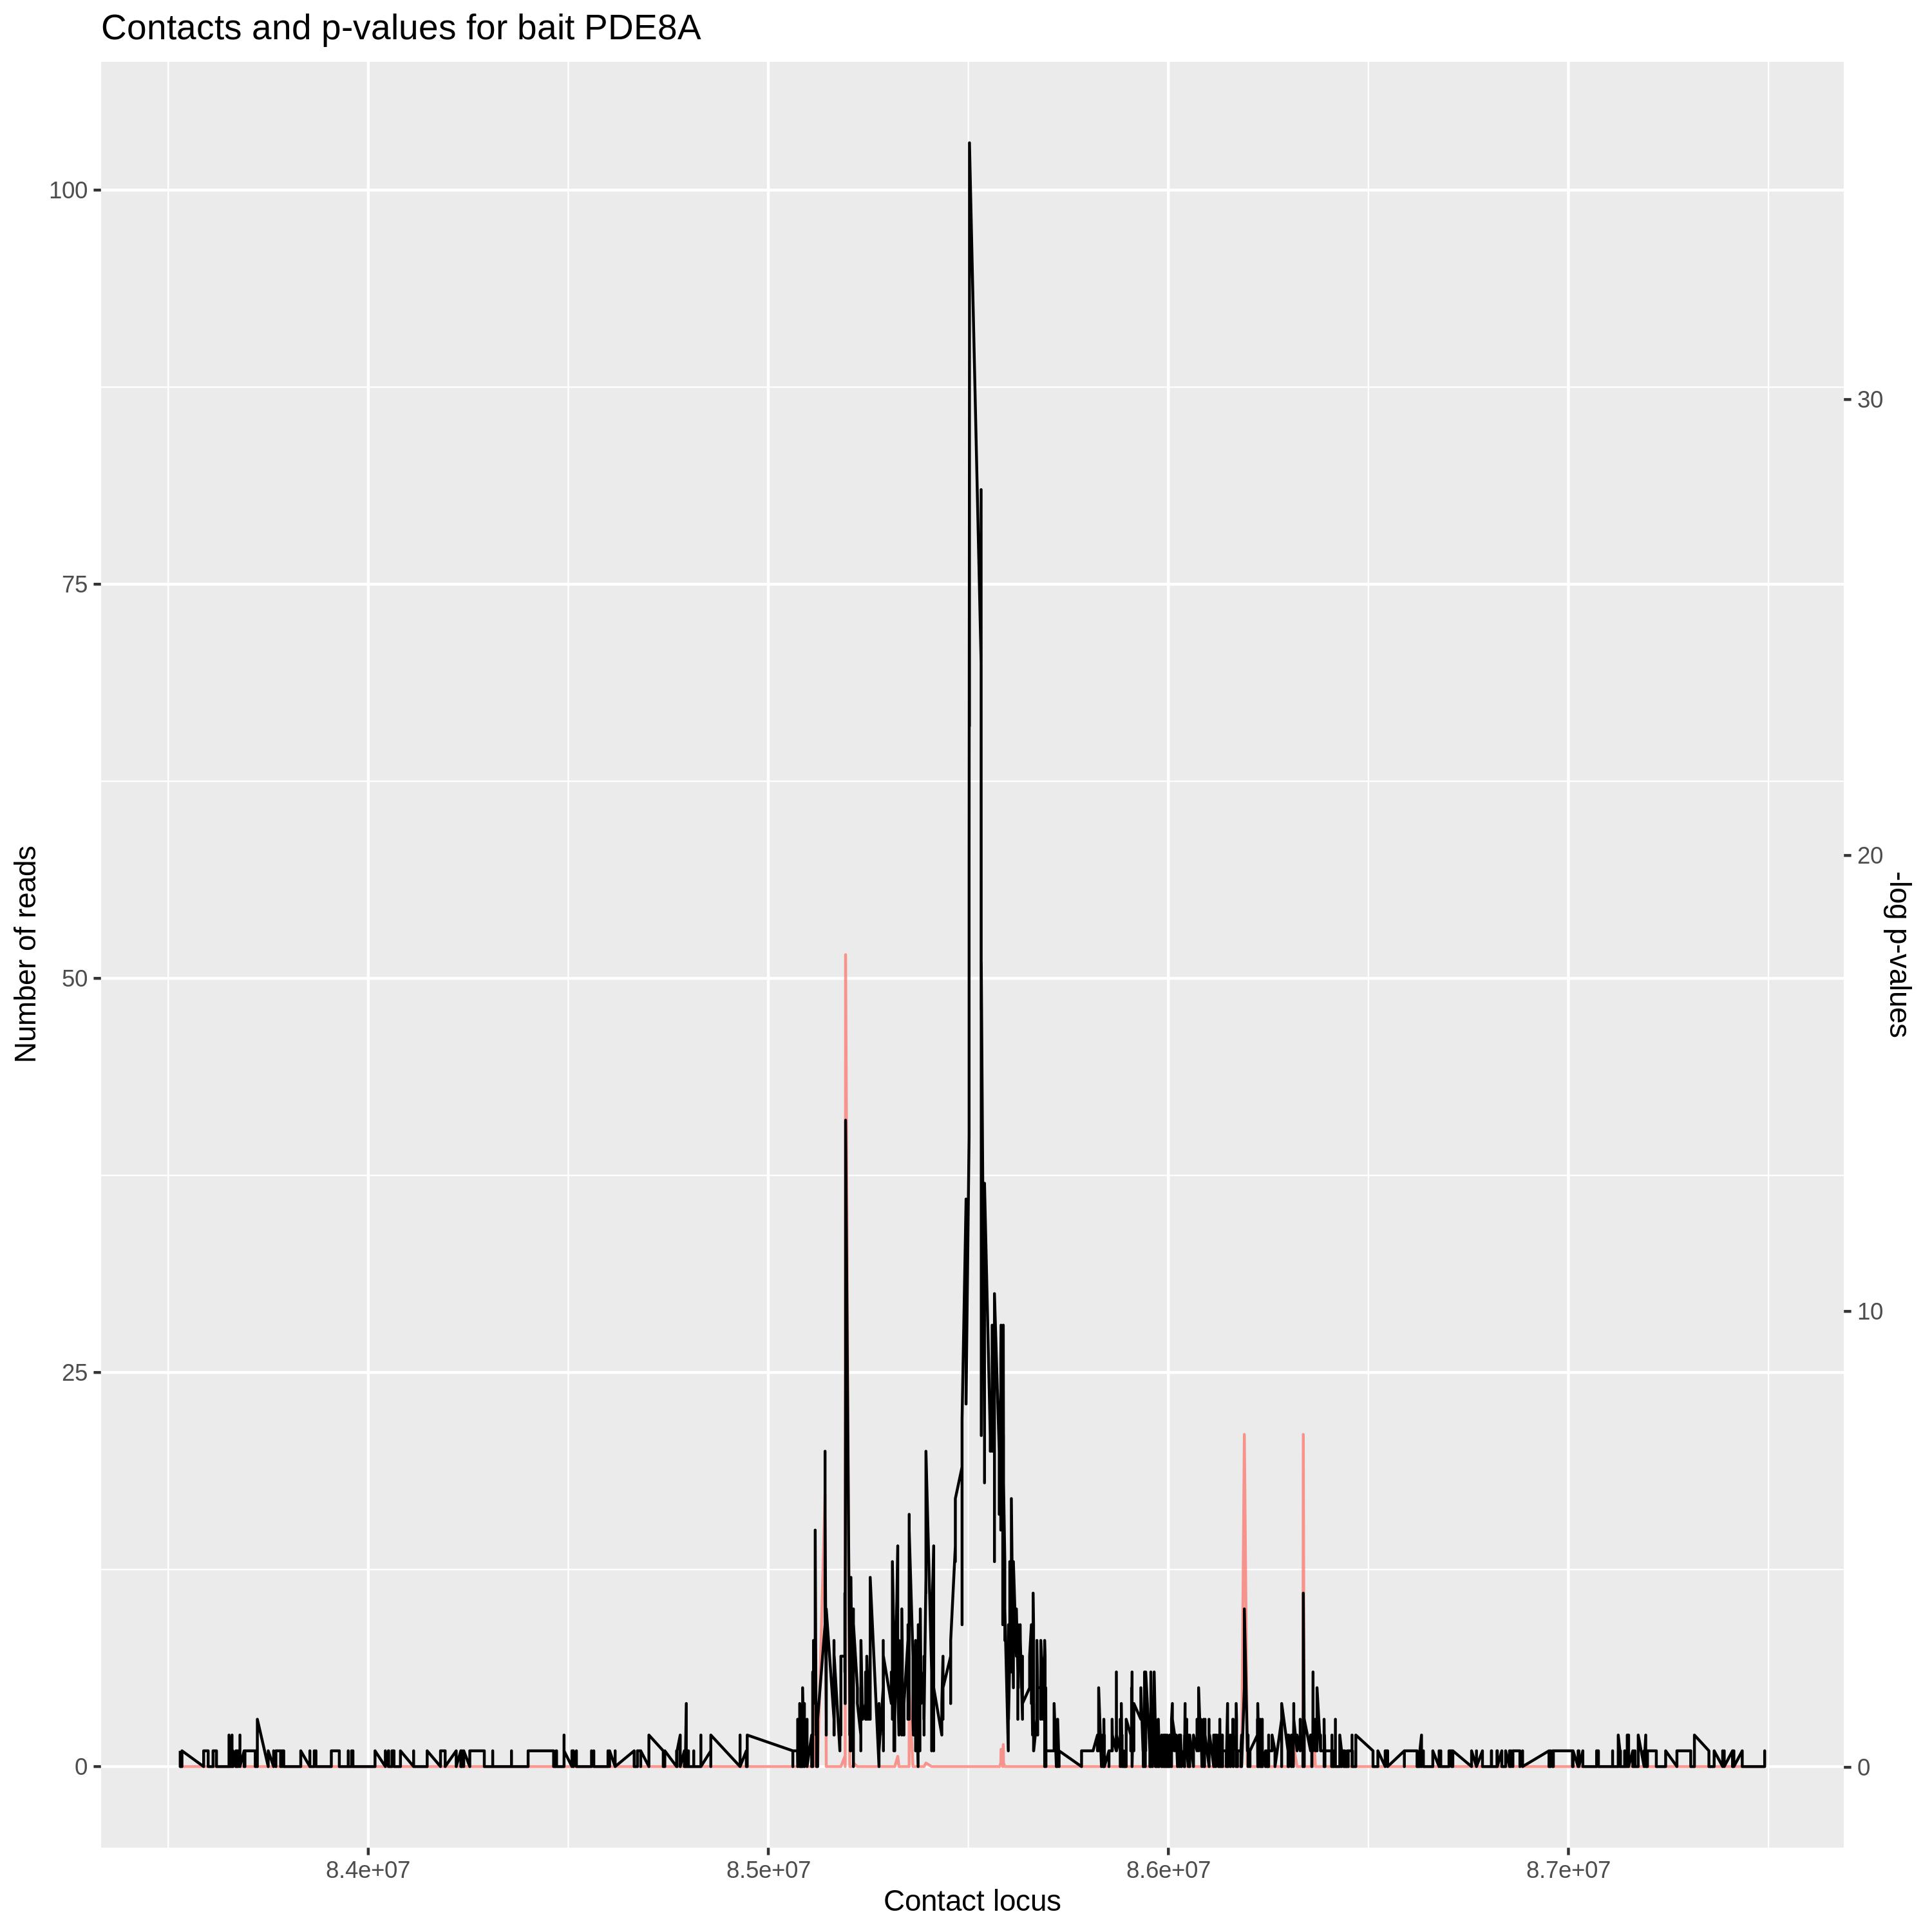 Contacts and p-values for bait PDE8A
100
75
50
25
0
Number of reads
30
20
10
0
-log p-values
8.4e+07
8.5e+07
8.6e+07
8.7e+07
Contact locus